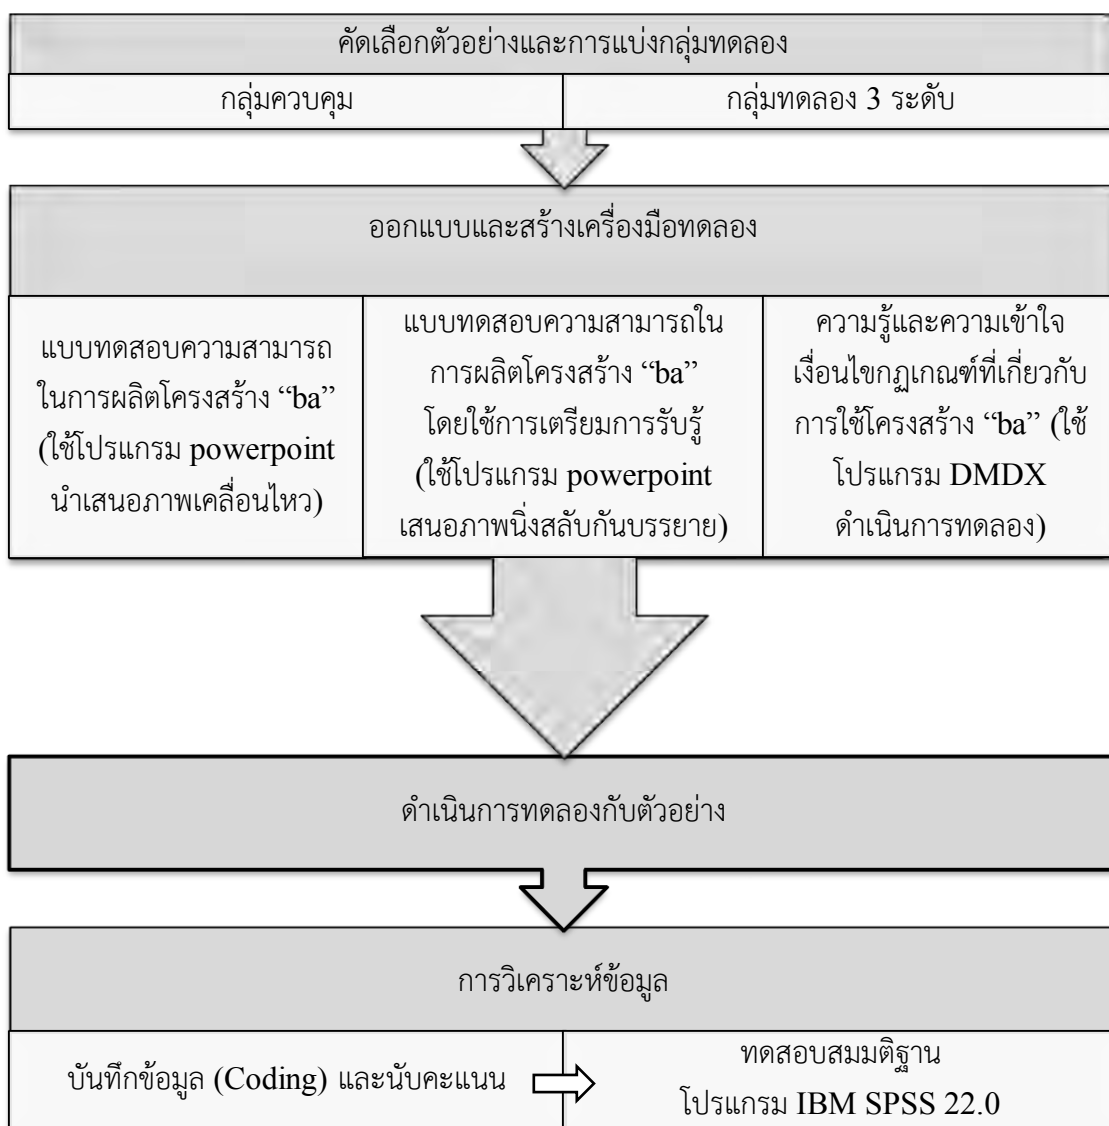 คัดเลือกตัวอย่างและการแบ่งกลุ่มทดลอง
กลุ่มควบคุม
กลุ่มทดลอง 3 ระดับ
ออกแบบและสร้างเครื่องมือทดลอง
แบบทดสอบความสามารถ
ในการผลิตโครงสร้าง “ba”
(ใช้โปรแกรม powerpoint
นำเสนอภาพเคลื่อนไหว)
แบบทดสอบความสามารถใน
การผลิตโครงสร้าง “ba”
โดยใช้การเตรียมการรับรู้
(ใช้โปรแกรม powerpoint
เสนอภาพนิ่งสลับกันบรรยาย)
ความรู้และความเข้าใจ
เงื่อนไขกฏเกณฑ์ที่เกี่ยวกับ
การใช้โครงสร้าง “ba” (ใช้
โปรแกรม DMDX
ดำเนินการทดลอง)
ดำเนินการทดลองกับตัวอย่าง
การวิเคราะห์ข้อมูล
บันทึกข้อมูล (Coding) และนับคะแนน
ทดสอบสมมติฐาน
โปรแกรม IBM SPSS 22.0